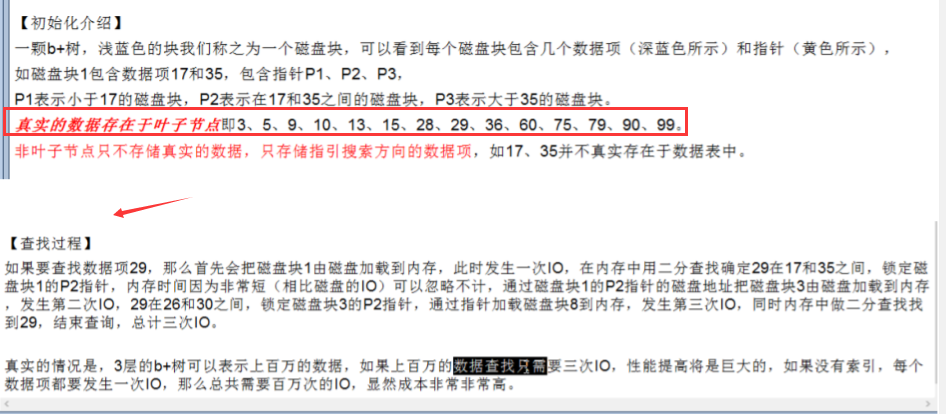 【初始化介绍】
一颗b+树，浅蓝色的块我们称之为一个磁盘块，可以看到每个磁盘块包含几个数据项（深蓝色所示）和指针（黄色所示），
如磁盘块1包含数据项17和35，包含指针P1、P2、P3，
P1表示小于17的磁盘块，P2表示在17和35之间的磁盘块，P3表示大于35的磁盘块。
真实的数据存在于叶子节点即3、5、9、10、13、15、28、29、36、60、75、79、90、99。
非叶子节点只不存储真实的数据，只存储指引搜索方向的数据项，如17、35并不真实存在于数据表中。
【查找过程】
如果要查找数据项29，那么首先会把磁盘块1由磁盘加载到内存，此时发生一次IO，在内存中用二分查找确定29在17和35之间，锁定磁
盘块1的P2指针，内存时间因为非常短（相比磁盘的IO）可以忽略不计，通过磁盘块1的P2指针的磁盘地址把磁盘块3由磁盘加载到内存
，发生第二次IO，29在26和30之间，锁定磁盘块3的P2指针，通过指针加载磁盘块8到内存，发生第三次IO，同时内存中做二分查找找
到29，结束查询，总计三次IO。
真实的情况是，3层的b+树可以表示上百万的数据，如果上百万的数据查找只需要三次IO，性能提高将是巨大的，如果没有索引，每个
数据项都要发生一次IO，那么总共需要百万次的IO，显然成本非常非常高。